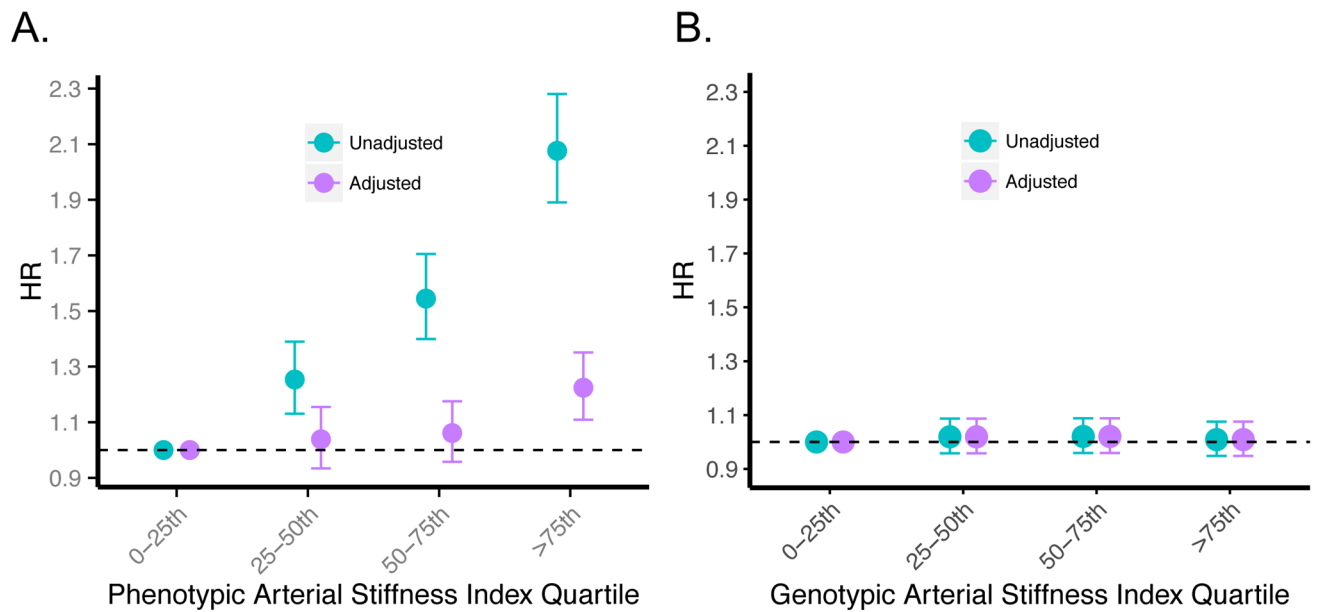 A.
HR
2.3
2.1
1.9
1.7
1.5
1.3
1.1
0.9
Unadjusted
Adjusted
0–25th
25–50th
50–75th
>75th
Phenotypic Arterial Stiffness Index Quartile
B.
HR
2.3
2.1
1.9
1.7
1.5
1.3
1.1
0.9
Unadjusted
Adjusted
0–25th
25–50th
50–75th
>75th
Genotypic Arterial Stiffness Index Quartile